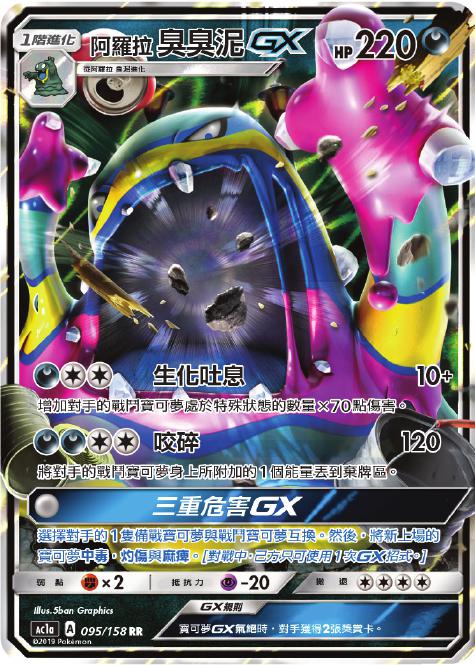 1階進化
阿羅拉 臭臭泥GX
HP220
從阿羅拉 臭泥進化
生化吐息 10+
增加對手的戰鬥寶可夢處於特殊狀態的數量×70點傷害。
咬碎 120
將對手的戰鬥寶可夢身上所附加的1個能量丟到棄牌區。
三重危害GX
選擇對手的1隻備戰寶可夢與戰鬥寶可夢互換。然後,將新上場的
寶可夢中毒,灼傷與麻痺。[對戰中,己方只可使用1次GX招式。]
弱點 ×2 抵抗力 -20 撤退
Illus.5ban Graphics
GX規則
AC1a A 095/158 RR
寶可夢GX氣絕時,對手獲得2張獎賞卡。
©2019 Pokémon